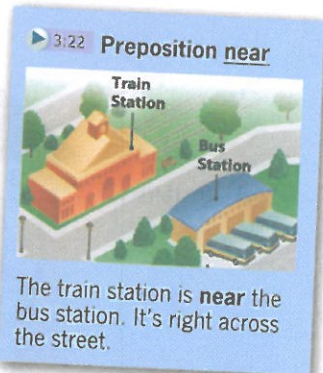 3:22 Preposition near
Train
Station
Bus
Station
The train station is near the
bus station. It's right across
the street.